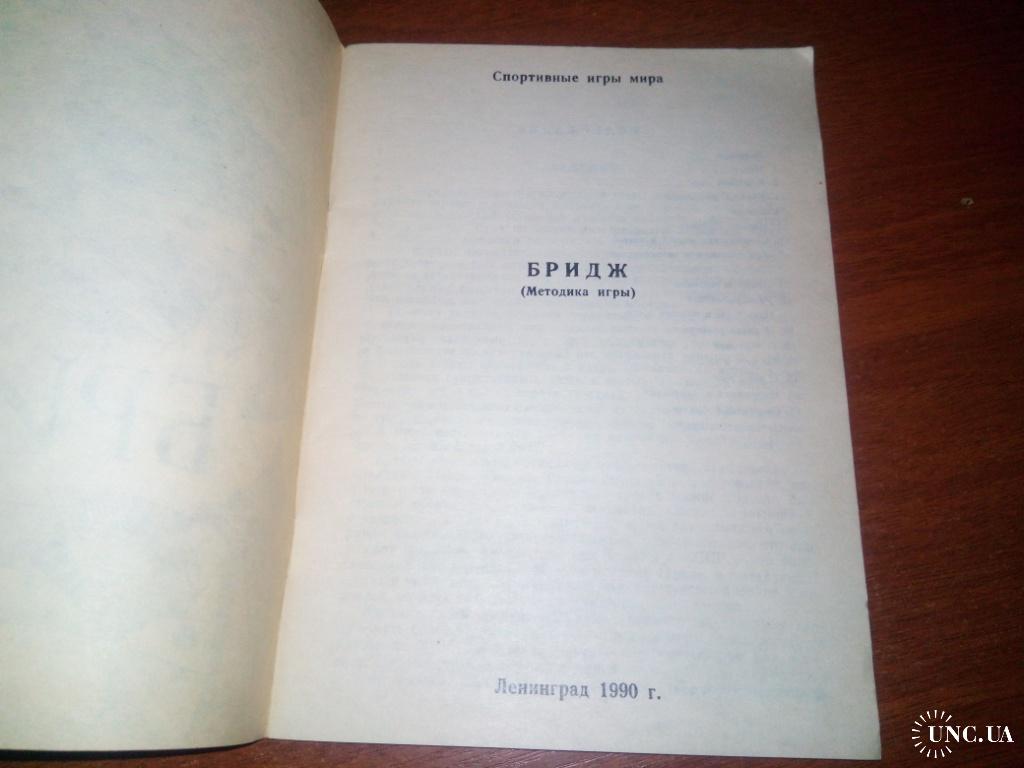 Спортивные игры мира
БРИДЖ
(Методика игры)
Ленинград 1990 г.
UNC.UA